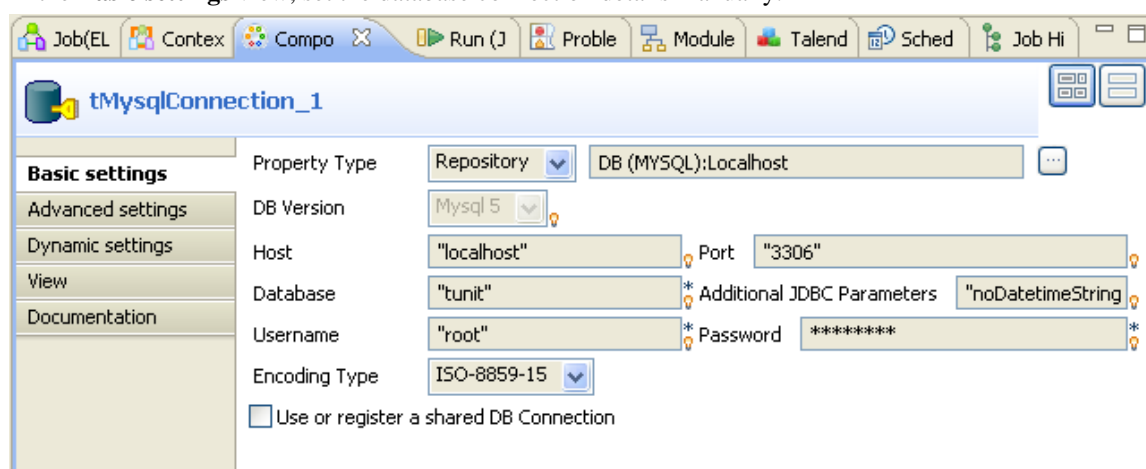 Job(EL Contex Compo Run (J Proble Module Talend Sched Job Hi
tMysqlConnection_1
Basic settings
Advanced settings
Dynamic settings
View
Documentation
Property Type Repository DB (MYSQL):Localhost ...
DB Version Mysql 5
Host "localhost" Port "3306"
Database "tunit" * Additional JDBC Parameters "noDatetimeString
Username "root" * Password ******** *
Encoding Type ISO-8859-15
Use or register a shared DB Connection